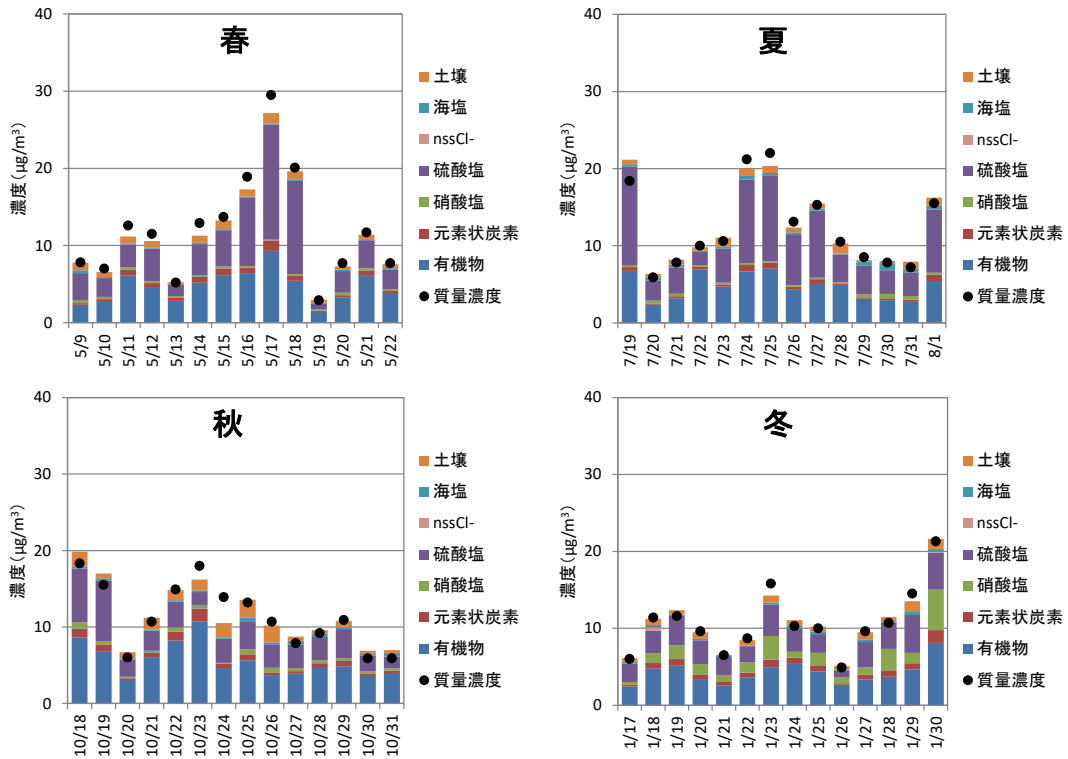 春
濃度(μg/m³)
40
30
20
10
0
5/9
5/10
5/11
5/12
5/13
5/14
5/15
5/16
5/17
5/18
5/19
5/20
5/21
5/22
土壌
海塩
nssCl-
硫酸塩
硝酸塩
元素状炭素
有機物
質量濃度
夏
濃度(μg/m³)
40
30
20
10
0
7/19
7/20
7/21
7/22
7/23
7/24
7/25
7/26
7/27
7/28
7/29
7/30
7/31
8/1
土壌
海塩
nssCl-
硫酸塩
硝酸塩
元素状炭素
有機物
質量濃度
秋
濃度(μg/m³)
40
30
20
10
0
10/18
10/19
10/20
10/21
10/22
10/23
10/24
10/25
10/26
10/27
10/28
10/29
10/30
10/31
土壌
海塩
nssCl-
硫酸塩
硝酸塩
元素状炭素
有機物
質量濃度
冬
濃度(μg/m³)
40
30
20
10
0
1/17
1/18
1/19
1/20
1/21
1/22
1/23
1/24
1/25
1/26
1/27
1/28
1/29
1/30
土壌
海塩
nssCl-
硫酸塩
硝酸塩
元素状炭素
有機物
質量濃度